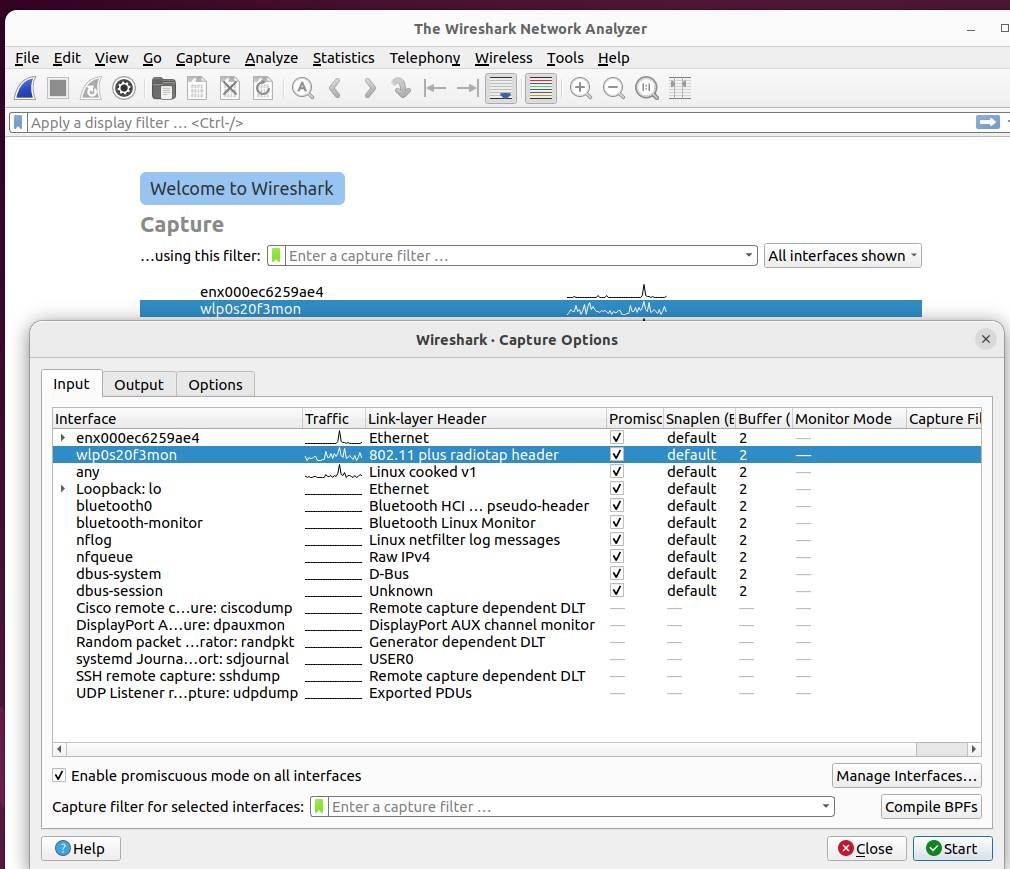 The Wireshark Network Analyzer
File Edit View Go Capture Analyze Statistics Telephony Wireless Tools Help
Apply a display filter … <Ctrl-/>
Welcome to Wireshark
Capture
…using this filter: Enter a capture filter … All interfaces shown
enx000ec6259ae4
wlp0s20f3mon
Wireshark · Capture Options
Input Output Options
Interface Traffic Link-layer Header Promisc Snaplen (B Buffer ( Monitor Mode Capture Fil
enx000ec6259ae4 Ethernet default 2 —
wlp0s20f3mon 802.11 plus radiotap header default 2 —
any Linux cooked v1 default 2 —
Loopback: lo Ethernet default 2 —
bluetooth0 Bluetooth HCI … pseudo-header default 2 —
bluetooth-monitor Bluetooth Linux Monitor default 2 —
nflog Linux netfilter log messages default 2 —
nfqueue Raw IPv4 default 2 —
dbus-system D-Bus default 2 —
dbus-session Unknown default 2 —
Cisco remote c…ure: ciscodump Remote capture dependent DLT — — — —
DisplayPort A…ure: dpauxmon DisplayPort AUX channel monitor — — — —
Random packet …rator: randpkt Generator dependent DLT — — — —
systemd Journa…ort: sdjournal USER0 — — — —
SSH remote capture: sshdump Remote capture dependent DLT — — — —
UDP Listener r…pture: udpdump Exported PDUs — — — —
Enable promiscuous mode on all interfaces Manage Interfaces…
Capture filter for selected interfaces: Enter a capture filter … Compile BPFs
Help Close Start